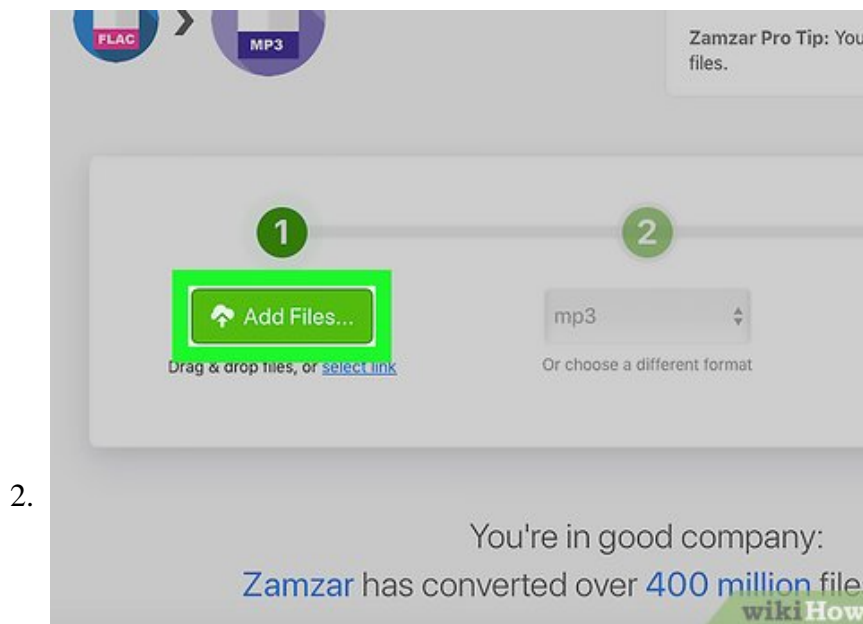 FLAC
MP3
Zamzar Pro Tip: You
files.
1
2
Add Files...
mp3
Drag & drop files, or select link
Or choose a different format
2.
You're in good company:
Zamzar has converted over 400 million file
wikiHow